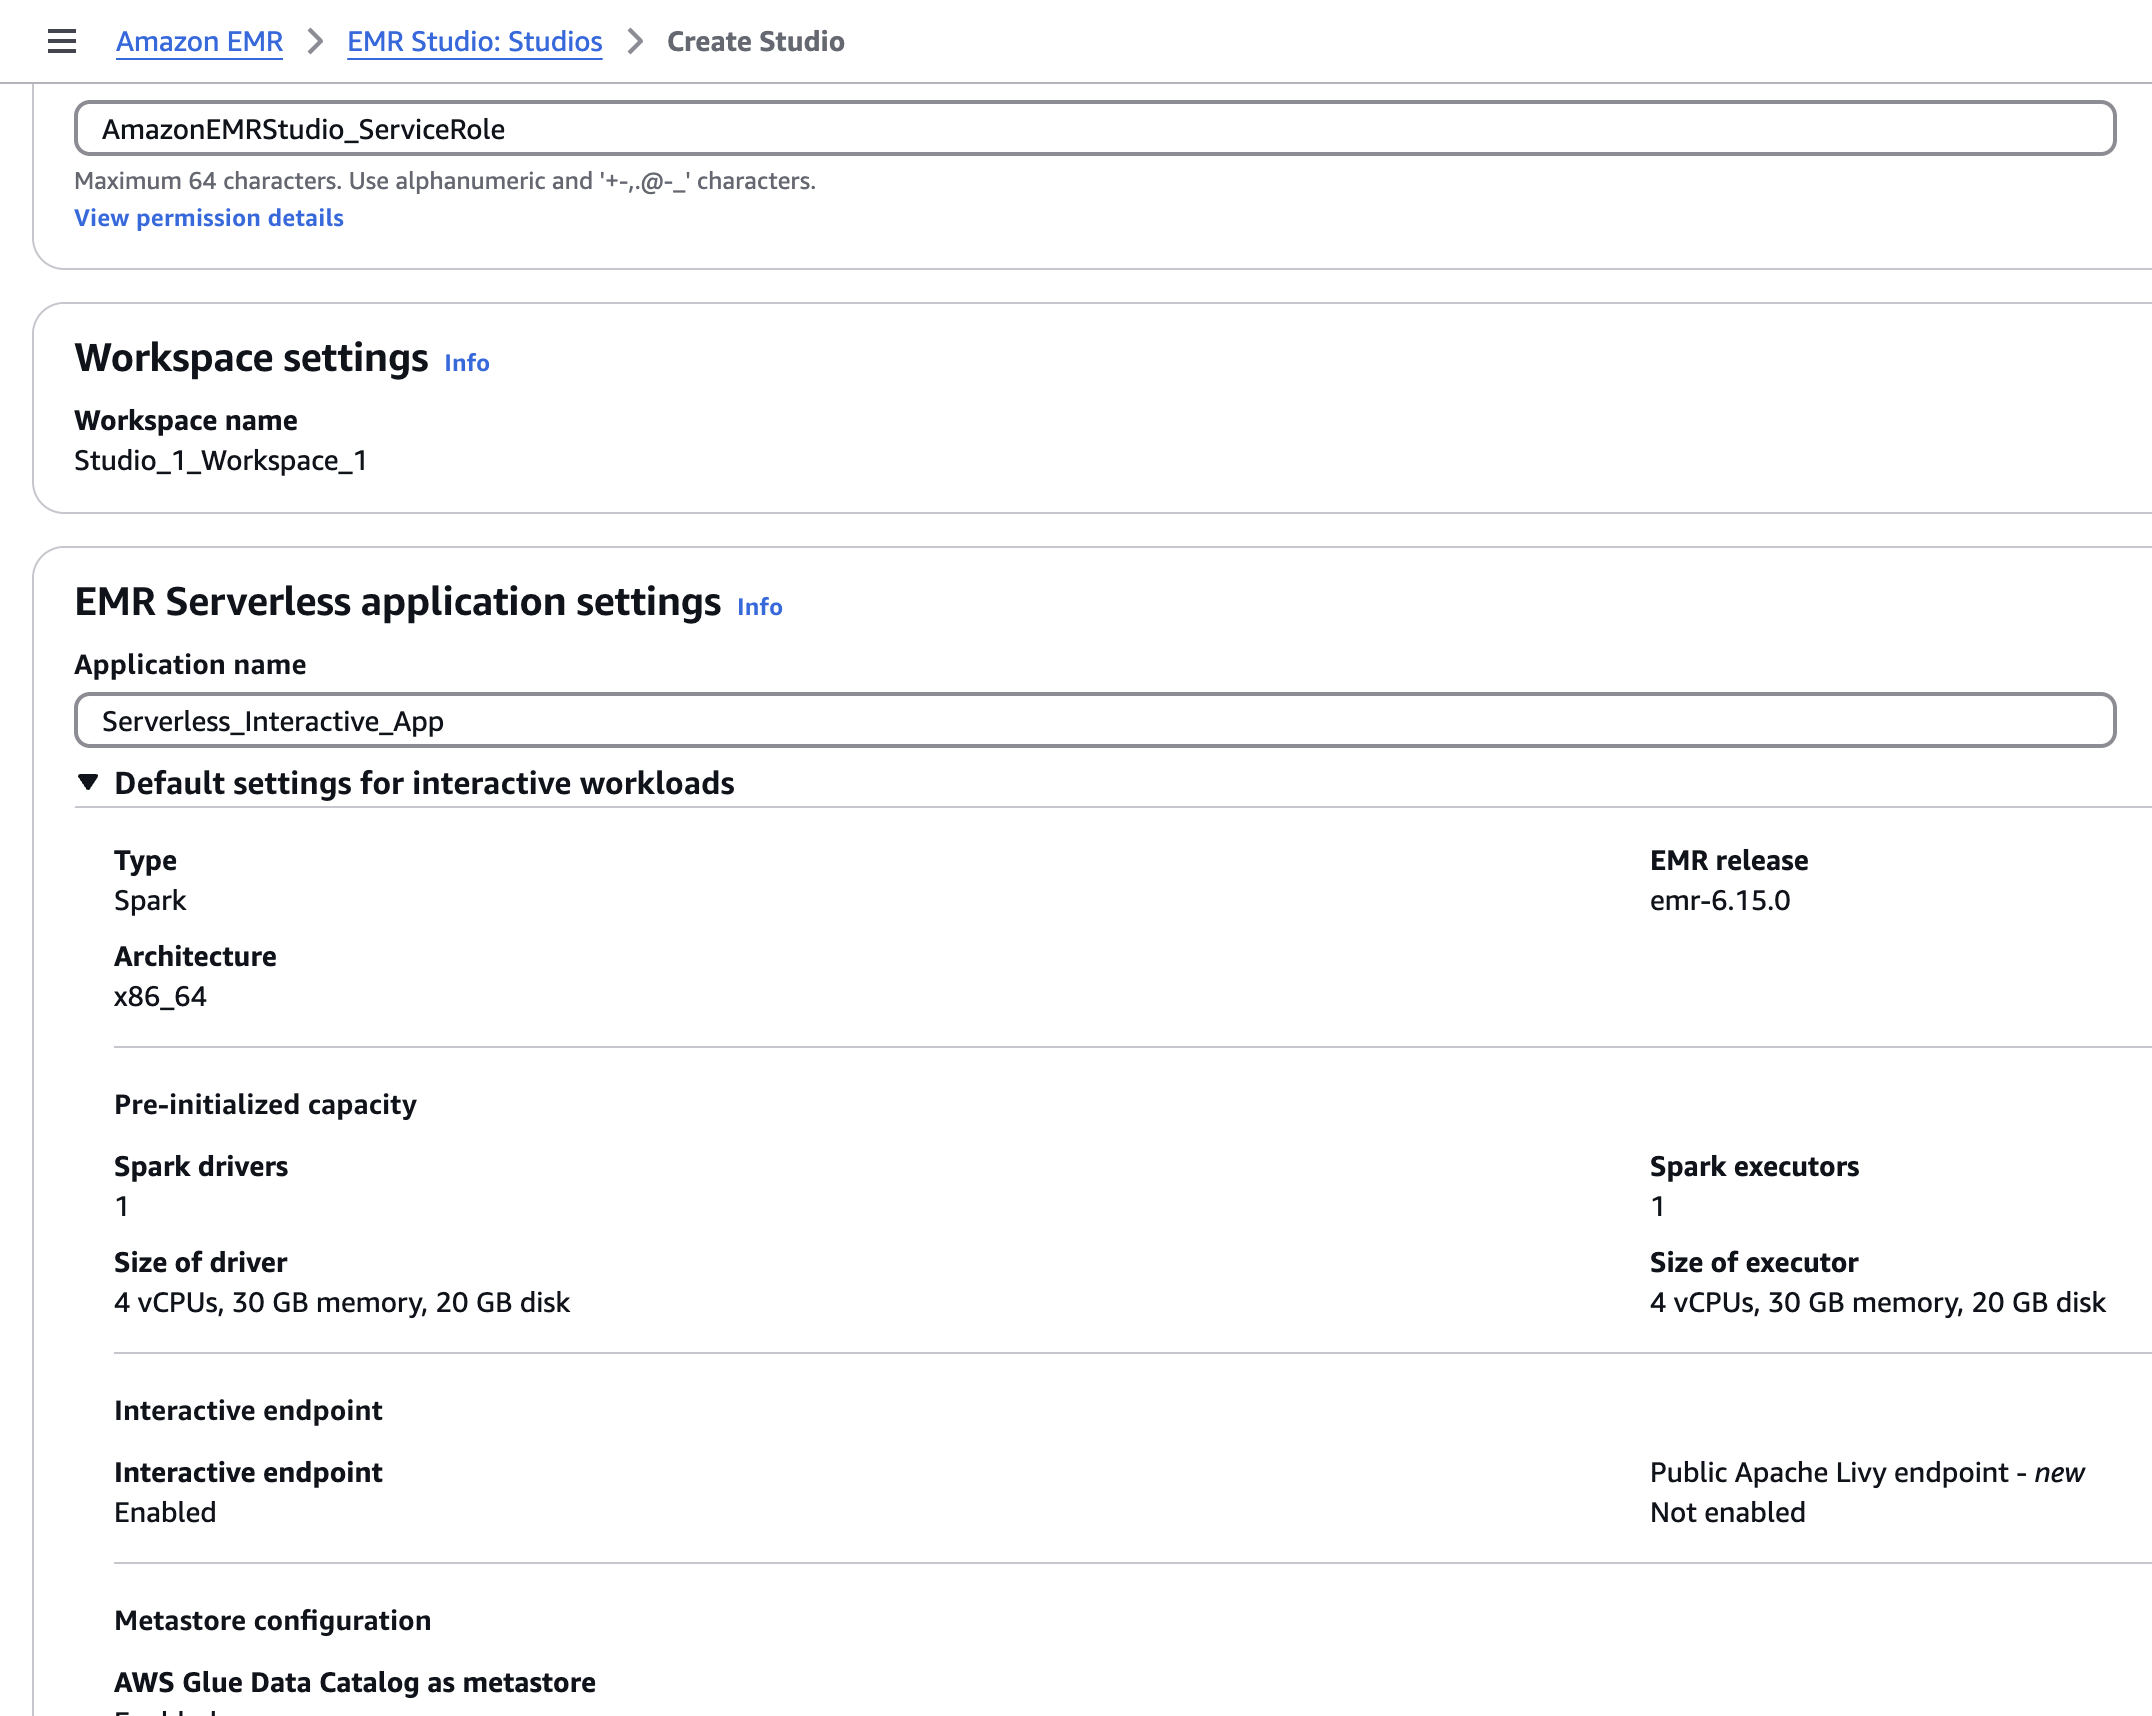 Amazon EMR > EMR Studio: Studios > Create Studio
AmazonEMRStudio_ServiceRole
Maximum 64 characters. Use alphanumeric and '+-,.@-_' characters.
View permission details
Workspace settings Info
Workspace name
Studio_1_Workspace_1
EMR Serverless application settings Info
Application name
Serverless_Interactive_App
Default settings for interactive workloads
Type
Spark
EMR release
emr-6.15.0
Architecture
x86_64
Pre-initialized capacity
Spark drivers
1
Spark executors
1
Size of driver
4 vCPUs, 30 GB memory, 20 GB disk
Size of executor
4 vCPUs, 30 GB memory, 20 GB disk
Interactive endpoint
Interactive endpoint
Enabled
Public Apache Livy endpoint - new
Not enabled
Metastore configuration
AWS Glue Data Catalog as metastore